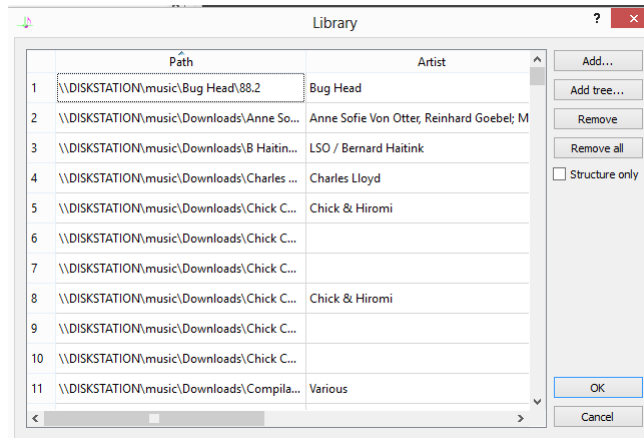 Library
?
Path Artist
1 \\DISKSTATION\music\Bug Head\88.2 Bug Head
2 \\DISKSTATION\music\Downloads\Anne So... Anne Sofie Von Otter, Reinhard Goebel; M
3 \\DISKSTATION\music\Downloads\B Haitin... LSO / Bernard Haitink
4 \\DISKSTATION\music\Downloads\Charles ... Charles Lloyd
5 \\DISKSTATION\music\Downloads\Chick C... Chick & Hiromi
6 \\DISKSTATION\music\Downloads\Chick C...
7 \\DISKSTATION\music\Downloads\Chick C...
8 \\DISKSTATION\music\Downloads\Chick C... Chick & Hiromi
9 \\DISKSTATION\music\Downloads\Chick C...
10 \\DISKSTATION\music\Downloads\Chick C...
11 \\DISKSTATION\music\Downloads\Compila... Various
Add...
Add tree...
Remove
Remove all
Structure only
OK
Cancel